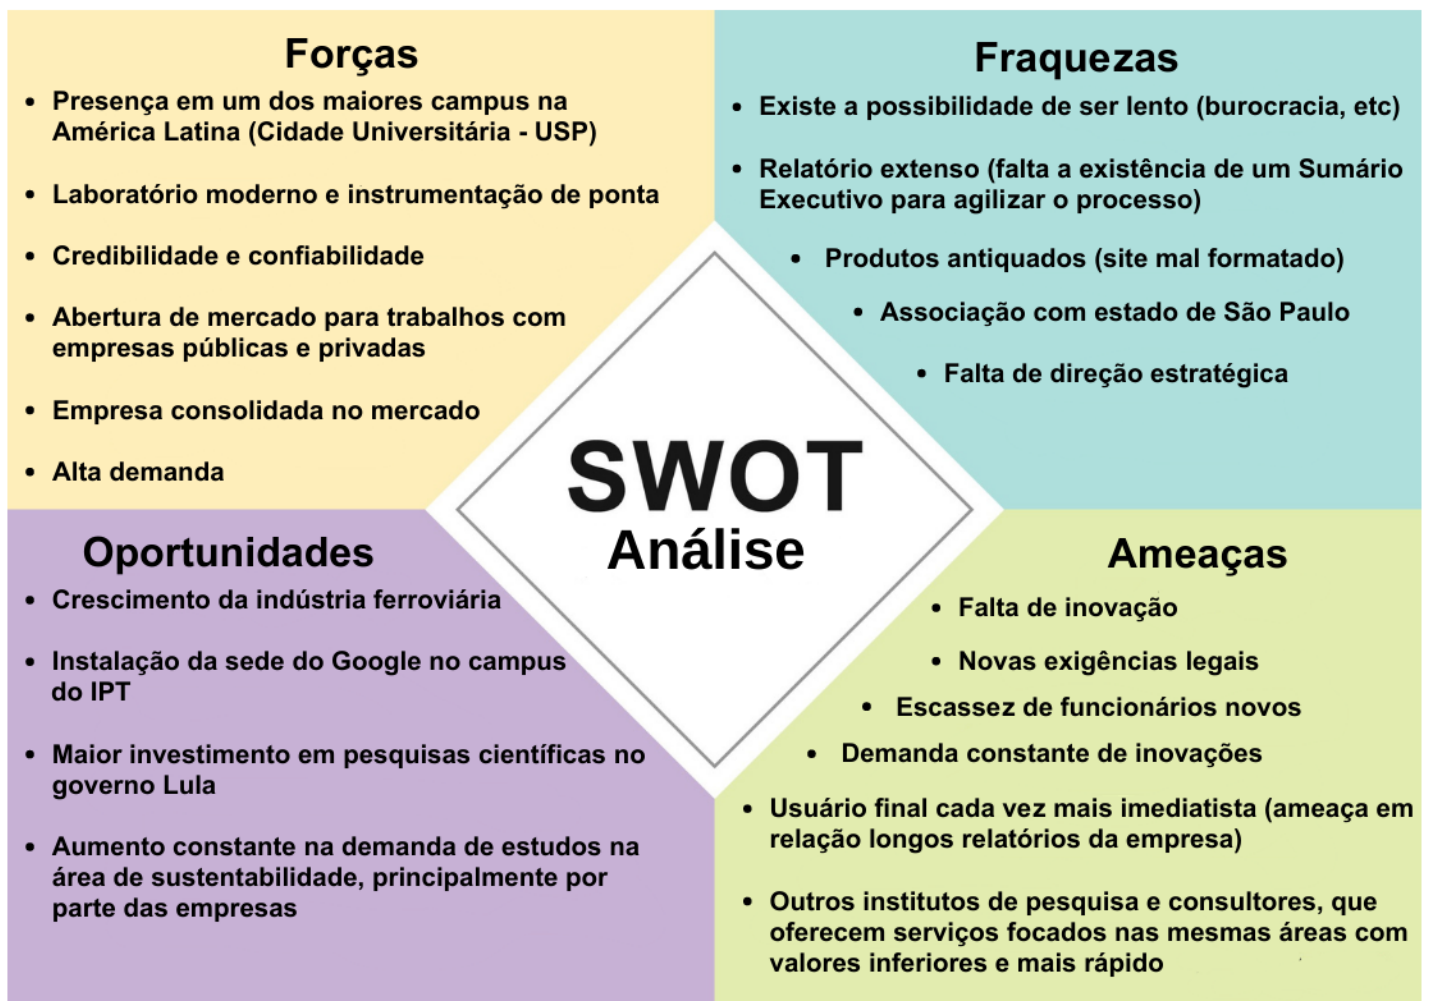 Forças
• Presença em um dos maiores campus na
América Latina (Cidade Universitária - USP)
• Laboratório moderno e instrumentação de ponta
• Credibilidade e confiabilidade
• Abertura de mercado para trabalhos com
empresas públicas e privadas
• Empresa consolidada no mercado
• Alta demanda
Fraquezas
• Existe a possibilidade de ser lento (burocracia, etc)
• Relatório extenso (falta a existência de um Sumário
Executivo para agilizar o processo)
• Produtos antiquados (site mal formatado)
• Associação com estado de São Paulo
• Falta de direção estratégica
SWOT
Análise
Oportunidades
• Crescimento da indústria ferroviária
• Instalação da sede do Google no campus
do IPT
• Maior investimento em pesquisas científicas no
governo Lula
• Aumento constante na demanda de estudos na
área de sustentabilidade, principalmente por
parte das empresas
Ameaças
• Falta de inovação
• Novas exigências legais
• Escassez de funcionários novos
• Demanda constante de inovações
• Usuário final cada vez mais imediatista (ameaça em
relação longos relatórios da empresa)
• Outros institutos de pesquisa e consultores, que
oferecem serviços focados nas mesmas áreas com
valores inferiores e mais rápido